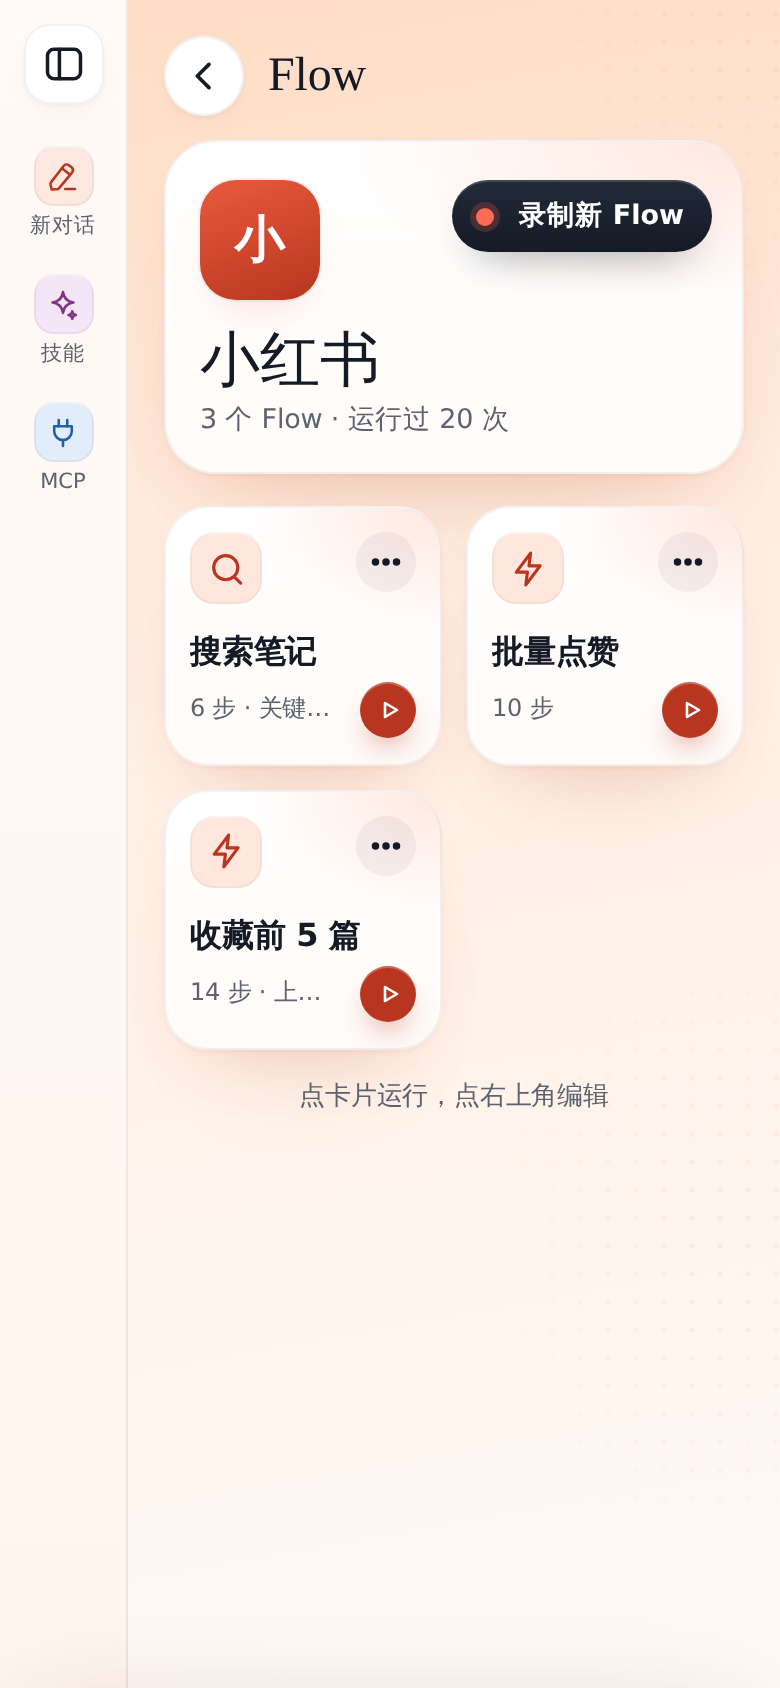 Flow
新对话
技能
MCP
小
录制新 Flow
小红书
3 个 Flow · 运行过 20 次
搜索笔记
6 步 · 关键...
批量点赞
10 步
收藏前 5 篇
14 步 · 上...
点卡片运行，点右上角编辑